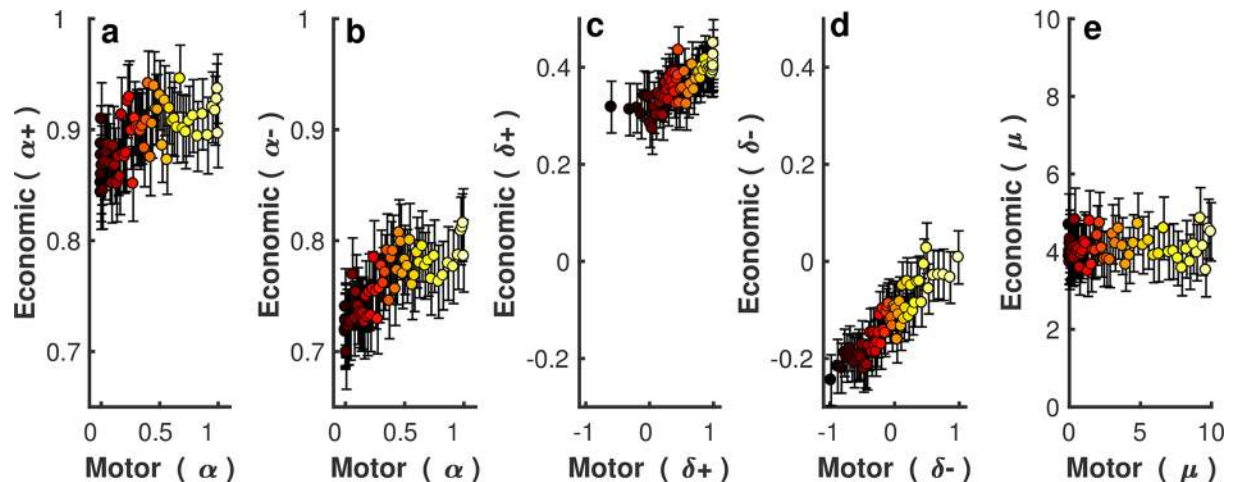 a
1
0.9
0.8
0.7
Economic ( α+ )
0
0.5
1
Motor ( α )
b
1
0.9
0.8
0.7
Economic ( α- )
0
0.5
1
Motor ( α )
c
0.4
0.2
0
-0.2
Economic ( δ+ )
-1
0
1
Motor ( δ+ )
d
0.4
0.2
0
-0.2
Economic ( δ- )
-1
0
1
Motor ( δ- )
e
10
8
6
4
2
0
Economic ( μ )
0
5
10
Motor ( μ )